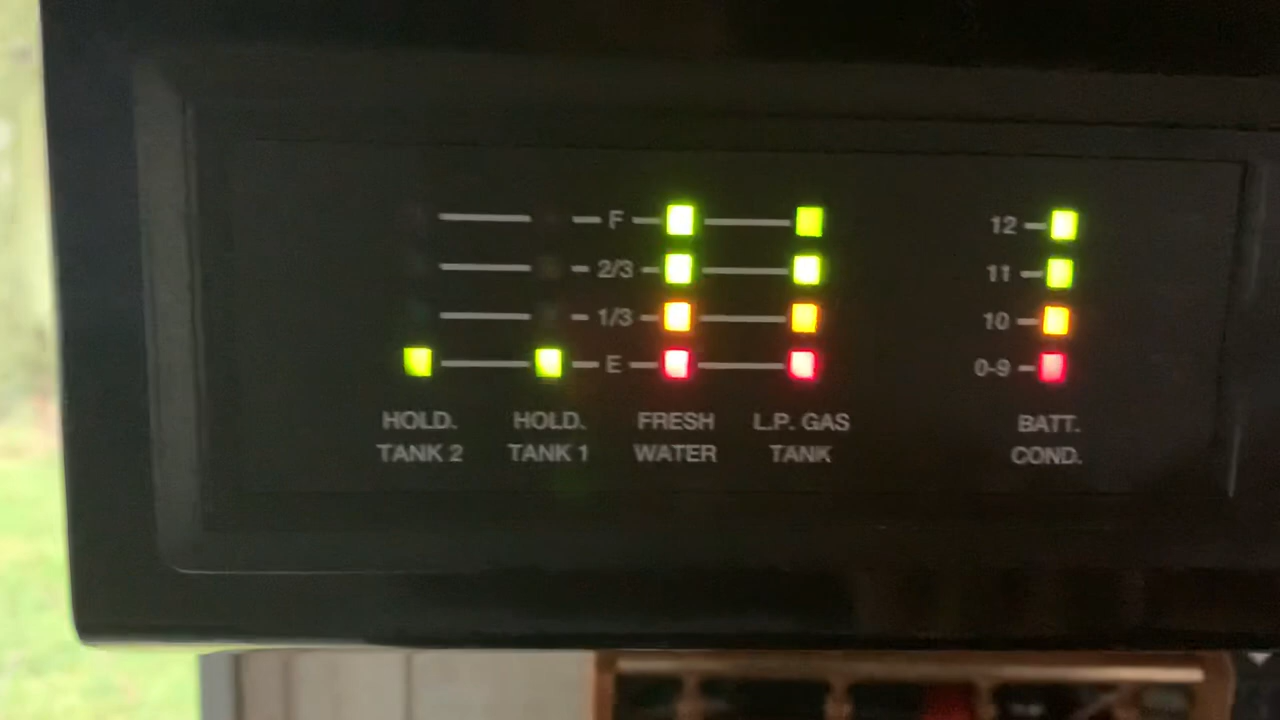 F
2/3
1/3
E
HOLD.
TANK 2
HOLD.
TANK 1
FRESH
WATER
L.P. GAS
TANK
12
11
10
0-9
BATT.
COND.